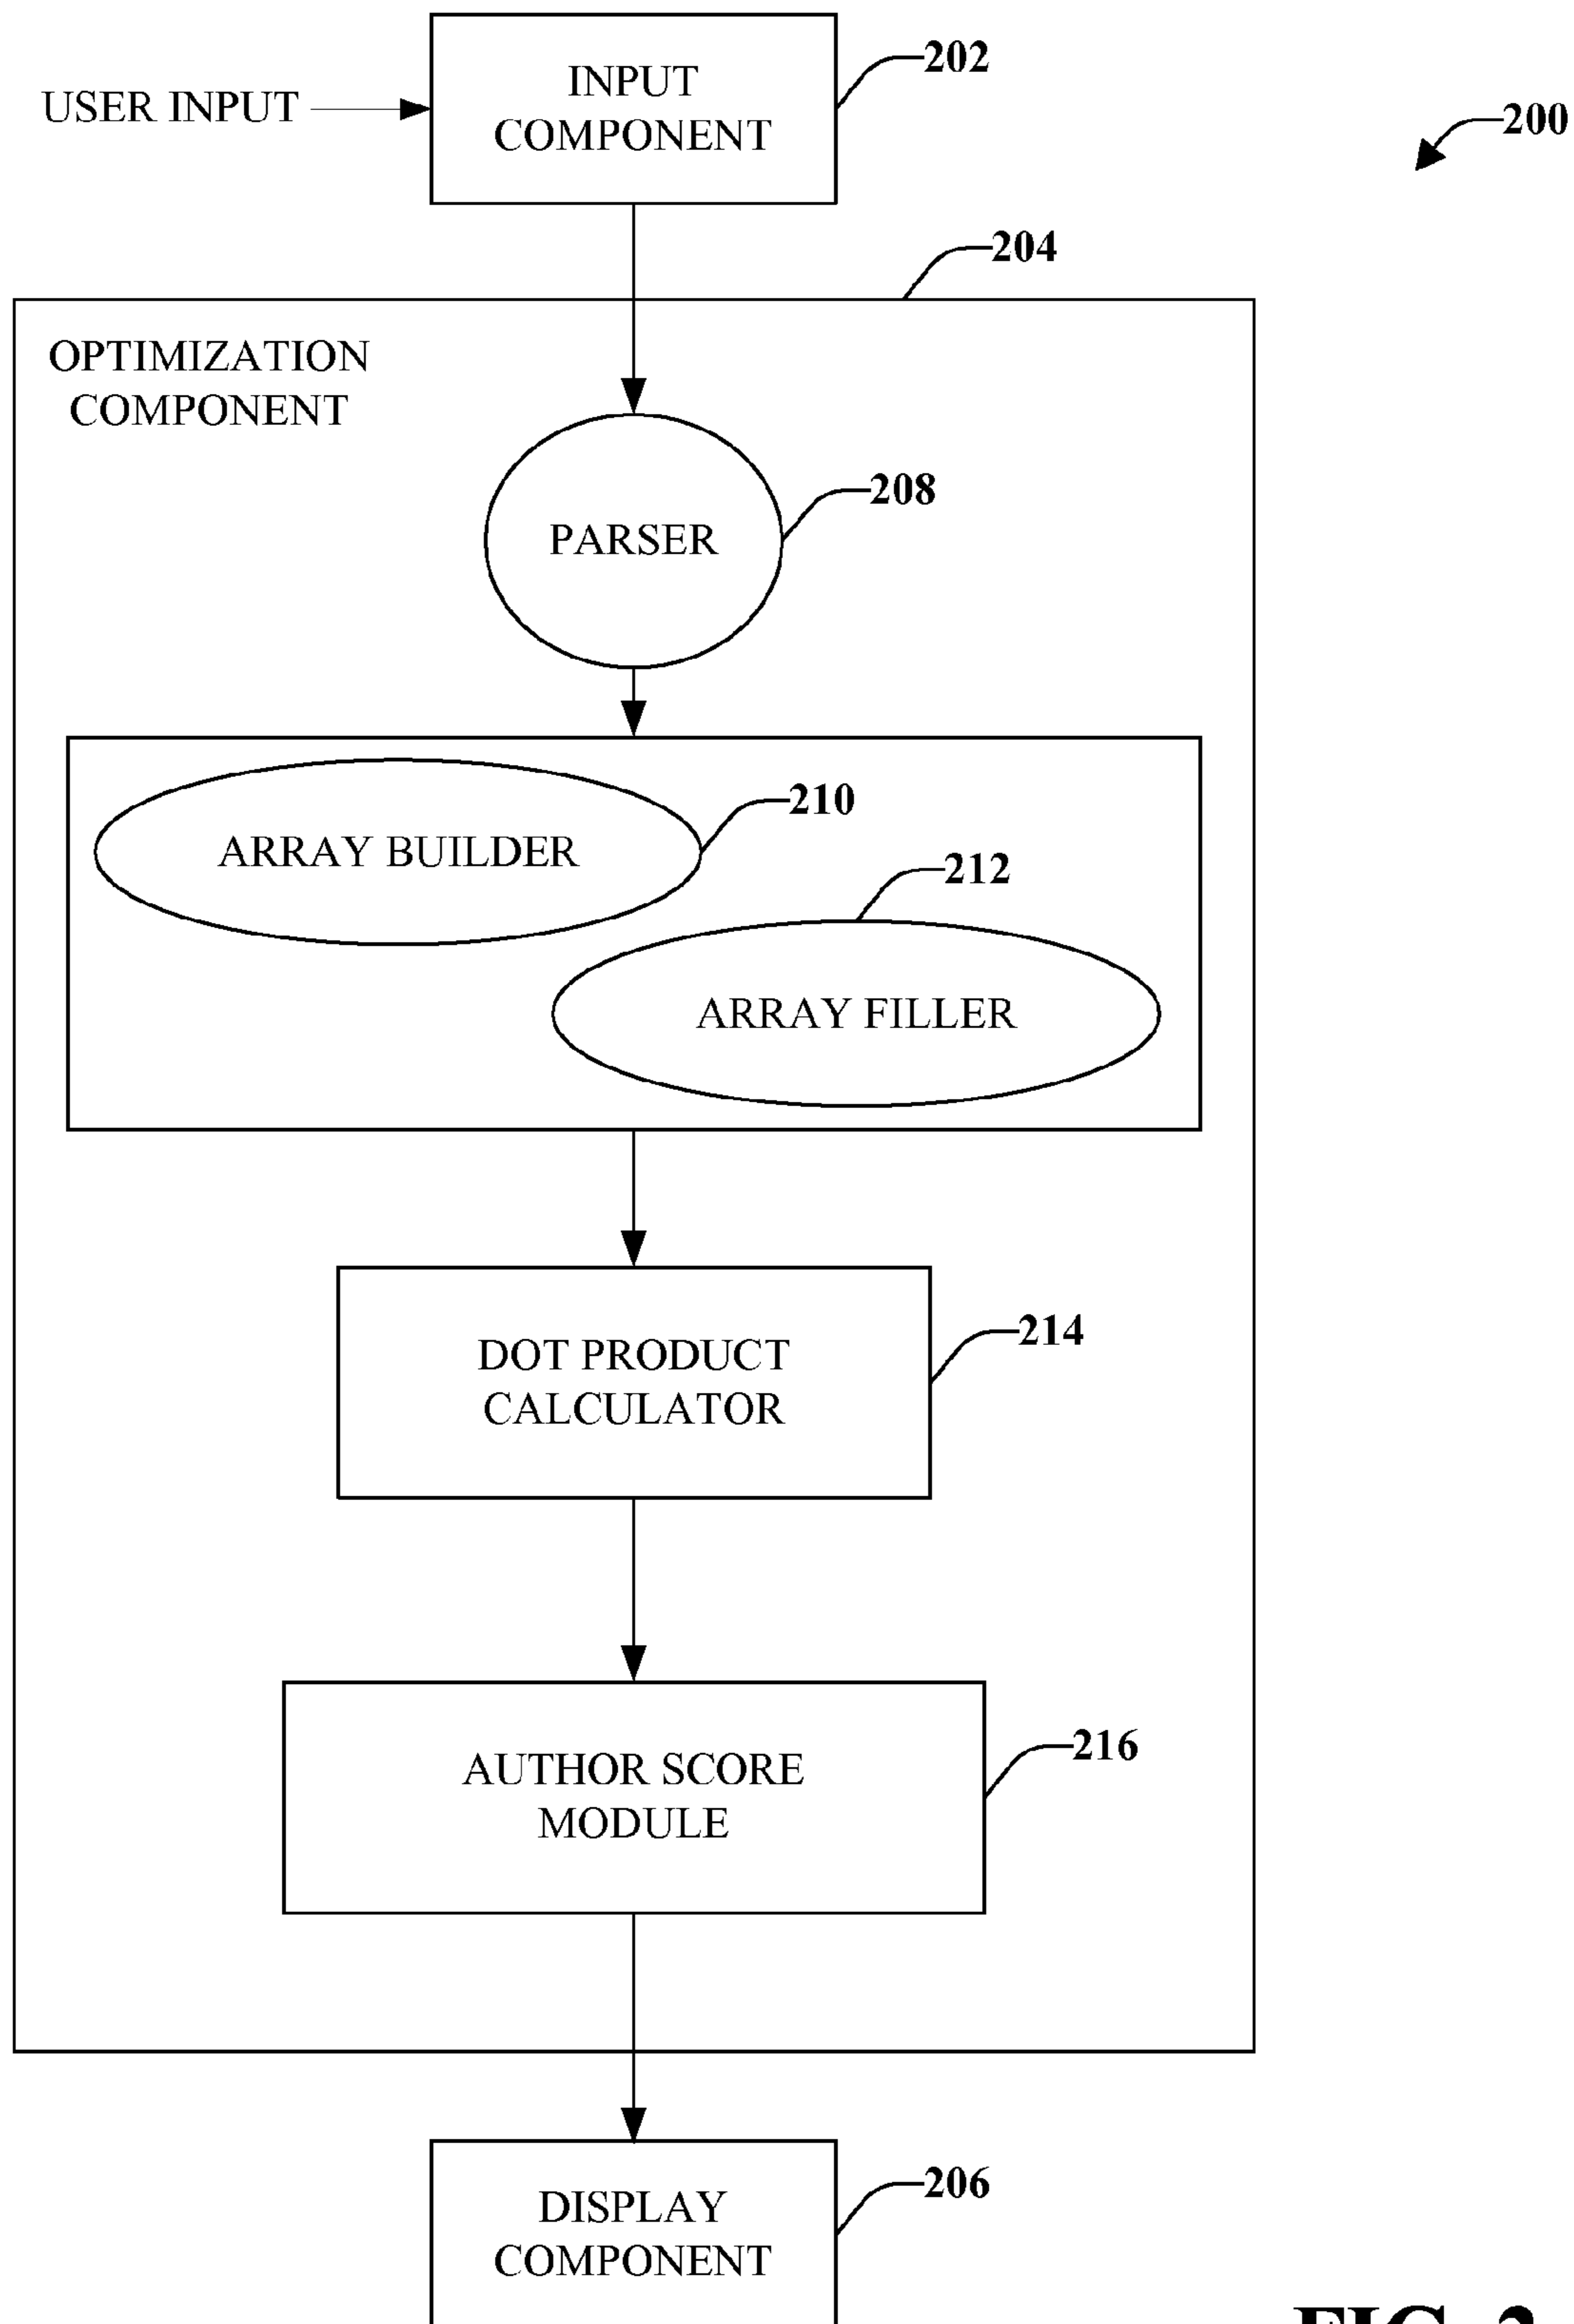 202
INPUT
COMPONENT
USER INPUT
200
204
OPTIMIZATION
COMPONENT
208
PARSER
210
ARRAY BUILDER
212
ARRAY FILLER
214
DOT PRODUCT
CALCULATOR
216
AUTHOR SCORE
MODULE
206
DISPLAY
COMPONENT